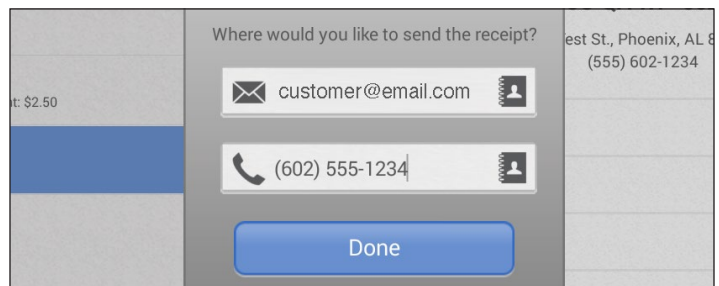 Where would you like to send the receipt?
est St., Phoenix, AL 8
(555) 602-1234
customer@email.com
t: $2.50
(602) 555-1234
Done